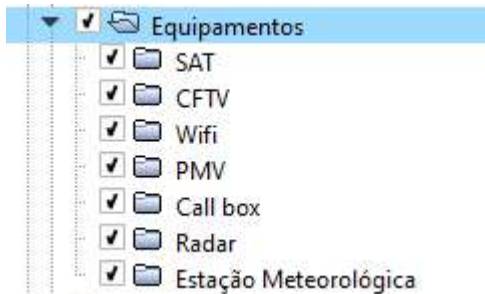 Equipamentos
SAT
CFTV
Wifi
PMV
Call box
Radar
Estação Meteorológica